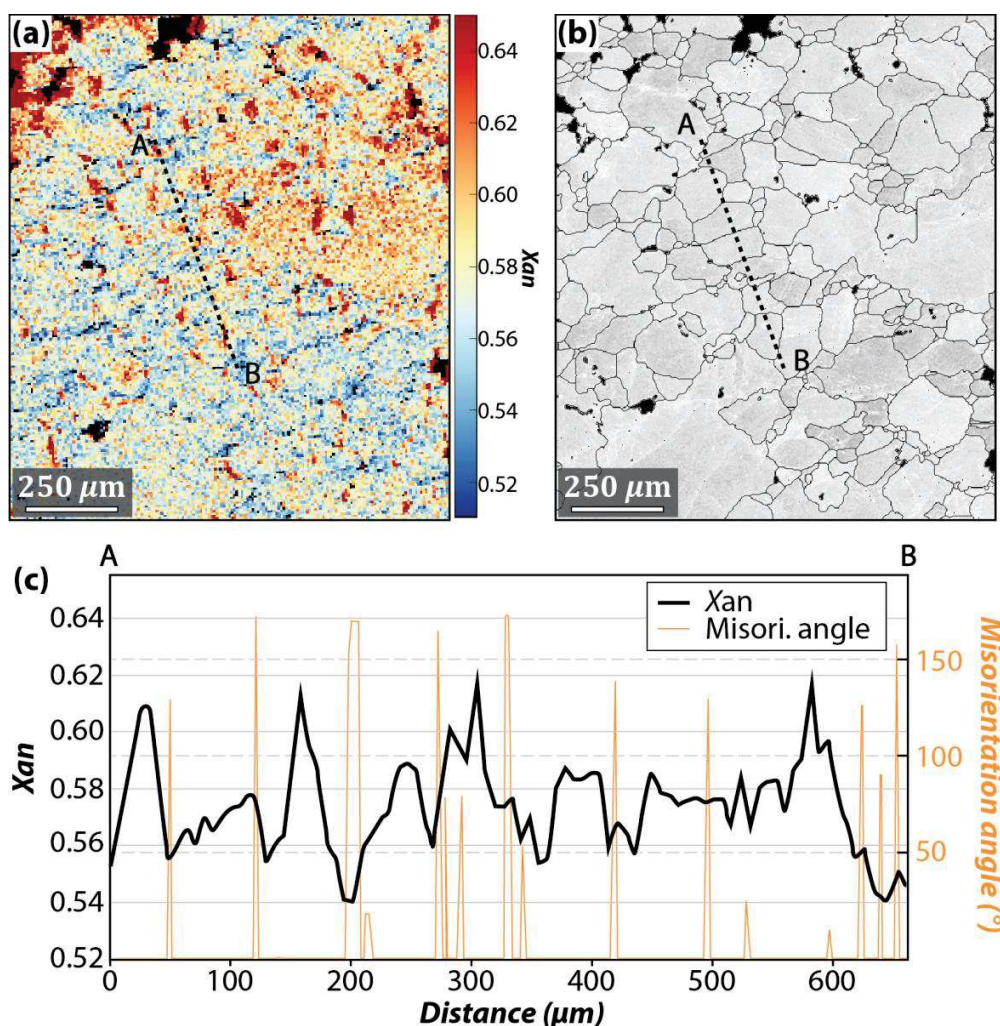 (a)
A
B
250 μm
0.64
0.62
0.60
0.58
0.56
0.54
0.52
Xan
(b)
A
B
250 μm
(c)
A
B
Xan
Misori. angle
0.64
0.62
0.60
0.58
0.56
0.54
0.52
Xan
150
100
50
Misorientation angle (°)
0
100
200
300
400
500
600
Distance (μm)